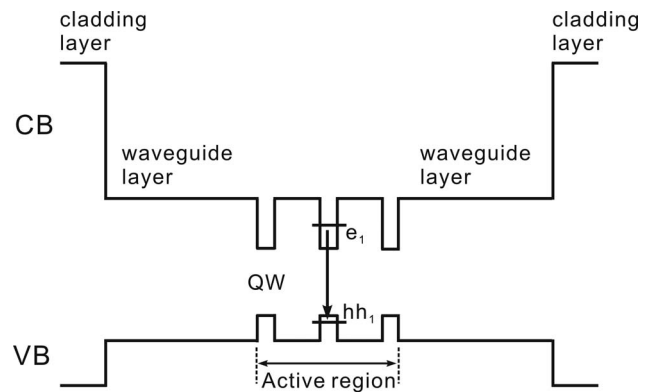 cladding
layer
cladding
layer
CB
waveguide
layer
waveguide
layer
e₁
QW
hh₁
VB
Active region